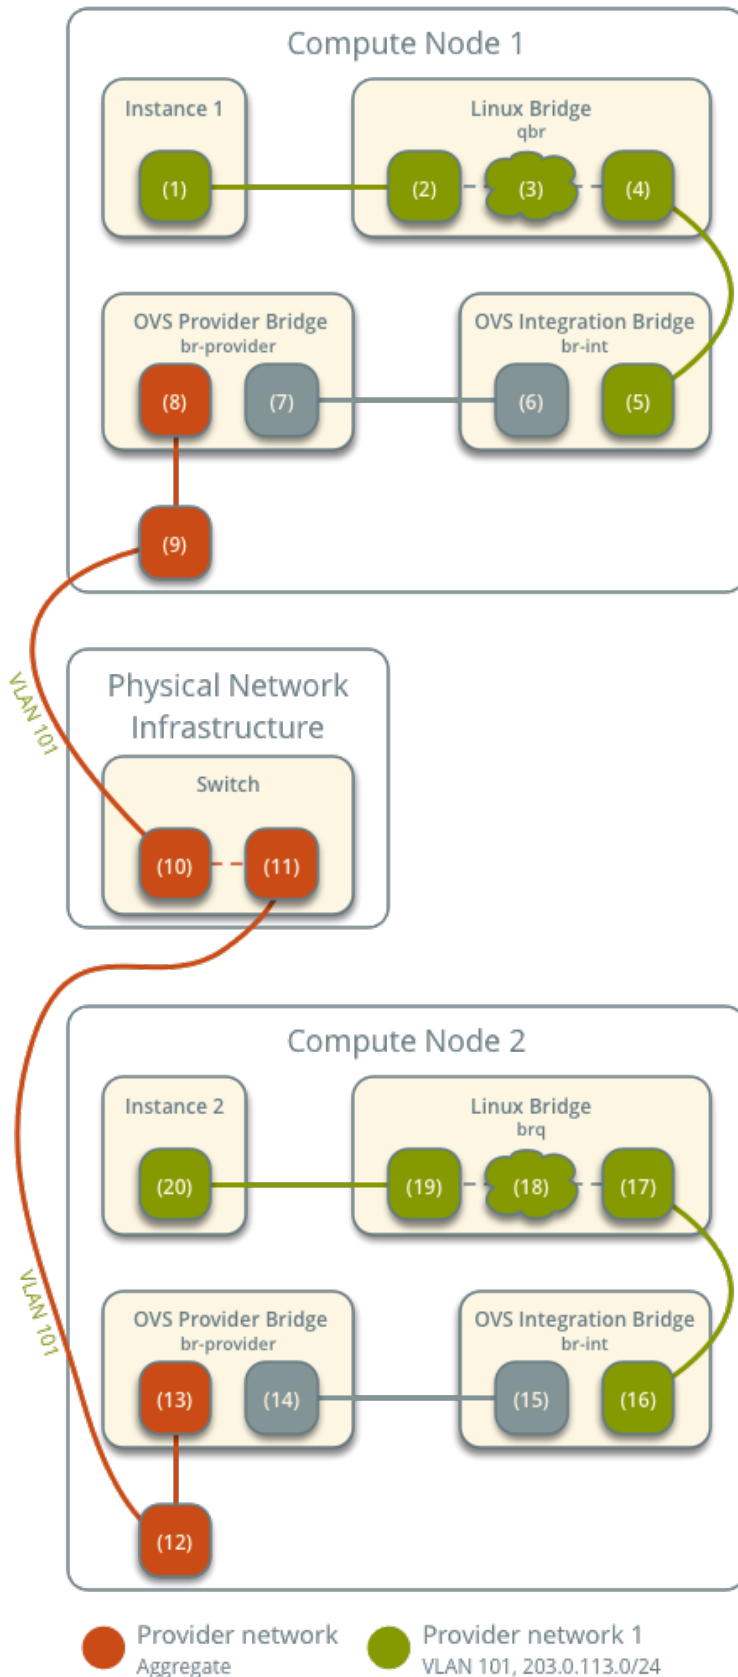 Compute Node 1
Instance 1
Linux Bridge
qbr
(1)
(2)
(3)
(4)
OVS Provider Bridge
br-provider
OVS Integration Bridge
br-int
(8)
(7)
(6)
(5)
(9)
VLAN 101
Physical Network
Infrastructure
Switch
(10)
(11)
Compute Node 2
Instance 2
Linux Bridge
brq
(20)
(19)
(18)
(17)
VLAN 101
OVS Provider Bridge
br-provider
OVS Integration Bridge
br-int
(13)
(14)
(15)
(16)
(12)
Provider network
Aggregate
Provider network 1
VLAN 101, 203.0.113.0/24